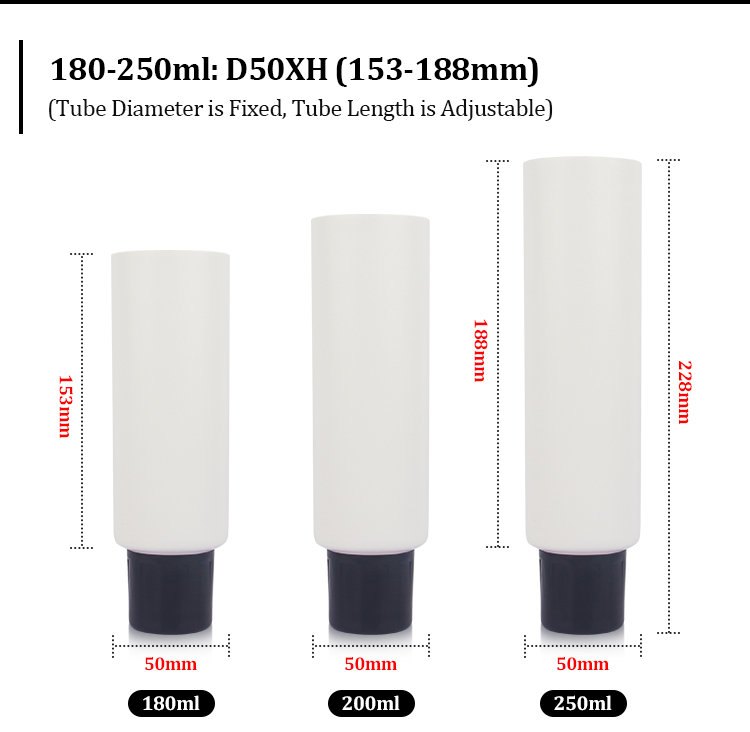 180-250ml: D50XH (153-188mm)
(Tube Diameter is Fixed, Tube Length is Adjustable)
153mm
188mm
228mm
50mm
50mm
50mm
180ml
200ml
250ml